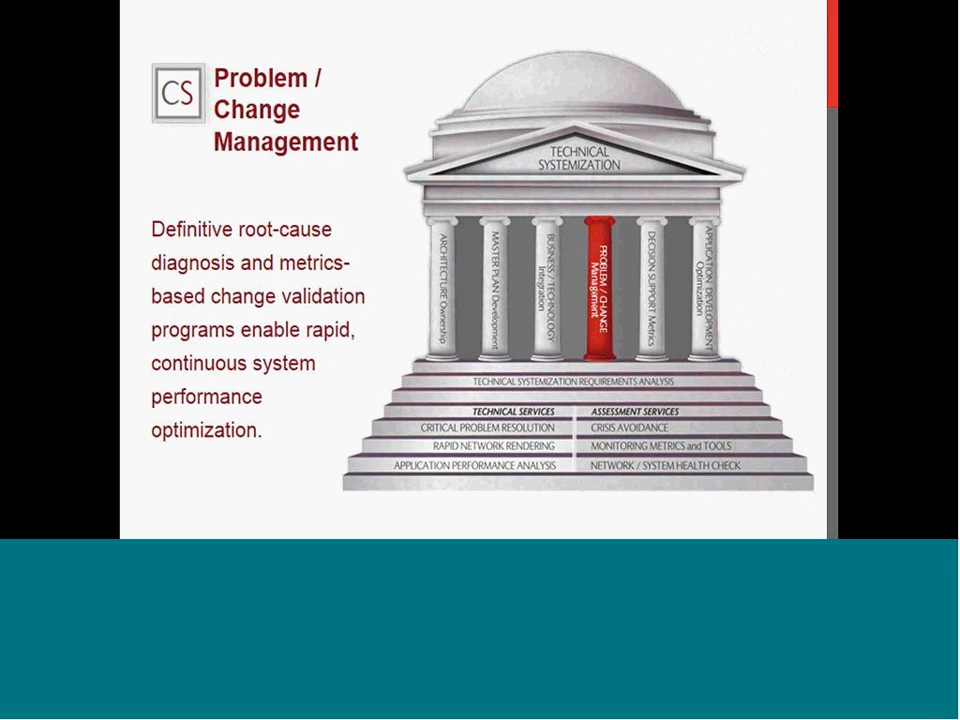 CS
Problem /
Change
Management
Definitive root-cause
diagnosis and metrics-
based change validation
programs enable rapid,
continuous system
performance
optimization.
TECHNICAL
SYSTEMIZATION
ARCHITECTURE Ownership
MASTER PLAN Development
BUSINESS / TECHNOLOGY
Integration
PROBLEM / CHANGE
Management
DECISION SUPPORT Metrics
APPLICATION DEVELOPMENT
Optimization
TECHNICAL SYSTEMIZATION REQUIREMENTS ANALYSIS
TECHNICAL SERVICES
ASSESSMENT SERVICES
CRITICAL PROBLEM RESOLUTION
CRISIS AVOIDANCE
RAPID NETWORK RENDERING
MONITORING METRICS and TOOLS
APPLICATION PERFORMANCE ANALYSIS
NETWORK / SYSTEM HEALTH CHECK